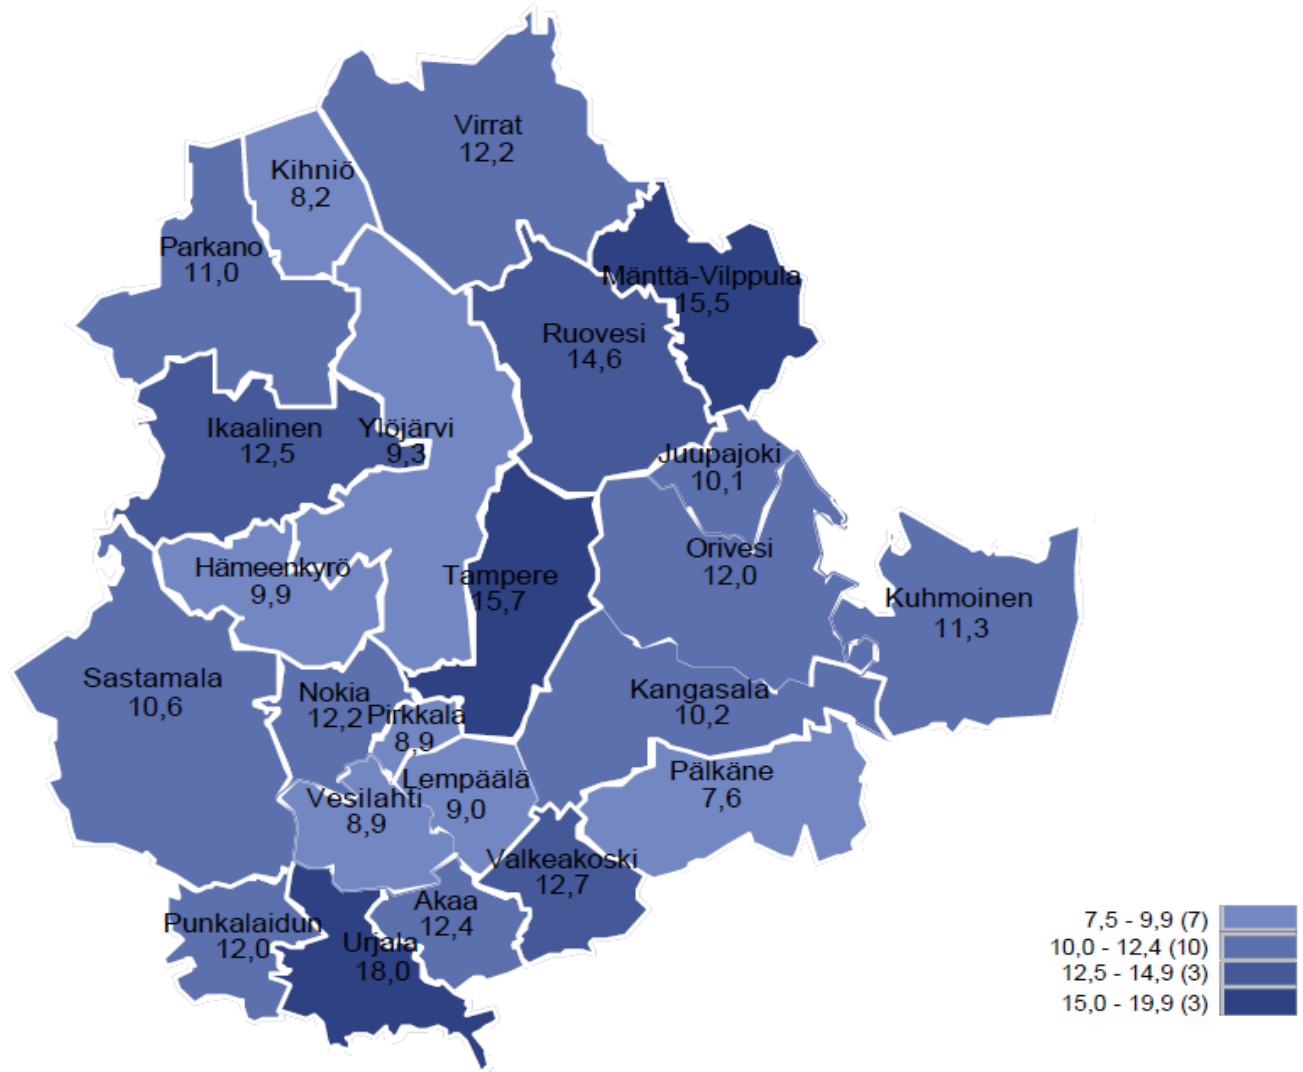 Virrat
12,2
Kihniö
8,2
Parkano
11,0
Mänttä-Vilppula
15,5
Ruovesi
14,6
Ikaalinen
12,5
Ylöjärvi
9,3
Juupajoki
10,1
Orivesi
12,0
Hämeenkyrö
9,9
Tampere
15,7
Kuhmoinen
11,3
Sastamala
10,6
Nokia
12,2
Pirkkala
8,9
Kangasala
10,2
Lempäälä
9,0
Pälkäne
7,6
Vesilahti
8,9
Valkeakoski
12,7
Akaa
12,4
Punkalaidun
12,0
Urjala
18,0
7,5 - 9,9 (7)
10,0 - 12,4 (10)
12,5 - 14,9 (3)
15,0 - 19,9 (3)